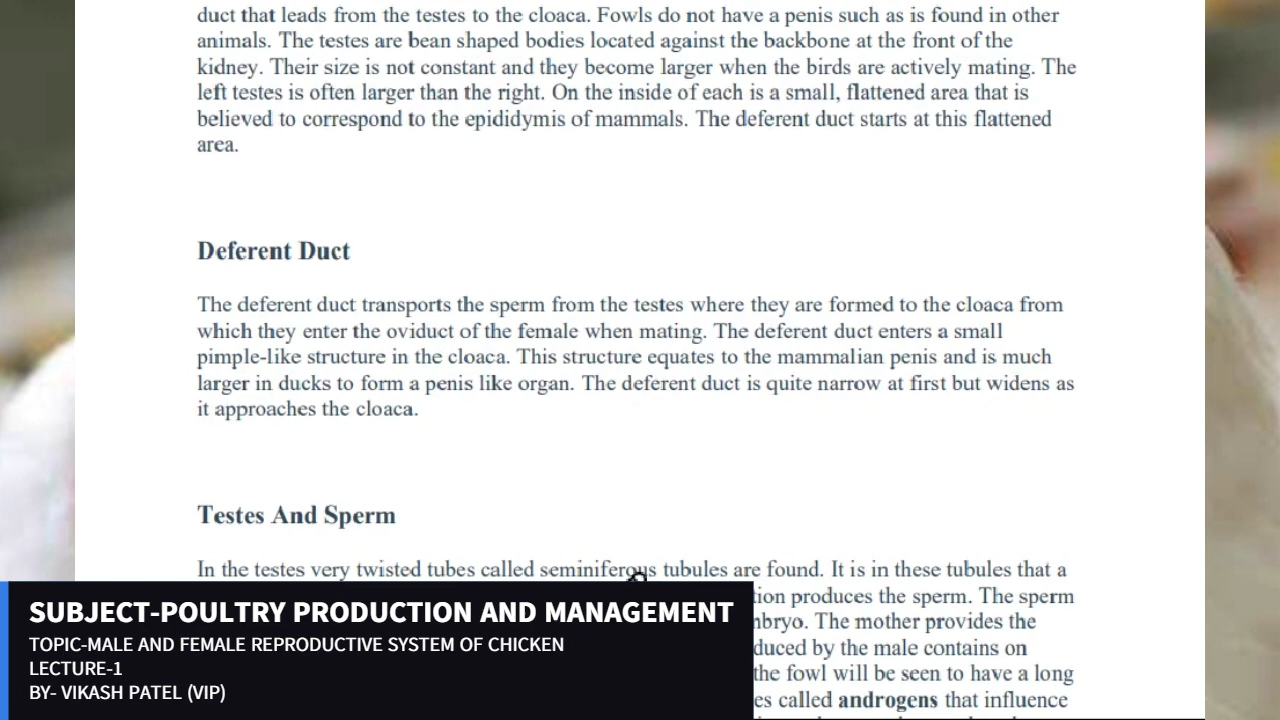 duct that leads from the testes to the cloaca. Fowls do not have a penis such as is found in other
animals. The testes are bean shaped bodies located against the backbone at the front of the
kidney. Their size is not constant and they become larger when the birds are actively mating. The
left testes is often larger than the right. On the inside of each is a small, flattened area that is
believed to correspond to the epididymis of mammals. The deferent duct starts at this flattened
area.
Deferent Duct
The deferent duct transports the sperm from the testes where they are formed to the cloaca from
which they enter the oviduct of the female when mating. The deferent duct enters a small
pimple-like structure in the cloaca. This structure equates to the mammalian penis and is much
larger in ducks to form a penis like organ. The deferent duct is quite narrow at first but widens as
it approaches the cloaca.
Testes And Sperm
In the testes very twisted tubes called seminiferous tubules are found. It is in these tubules that a
produces the sperm. The sperm
The mother provides the
by the male contains on
the fowl will be seen to have a long
called androgens that influence
SUBJECT-POULTRY PRODUCTION AND MANAGEMENT
TOPIC-MALE AND FEMALE REPRODUCTIVE SYSTEM OF CHICKEN
LECTURE-1
BY- VIKASH PATEL (VIP)